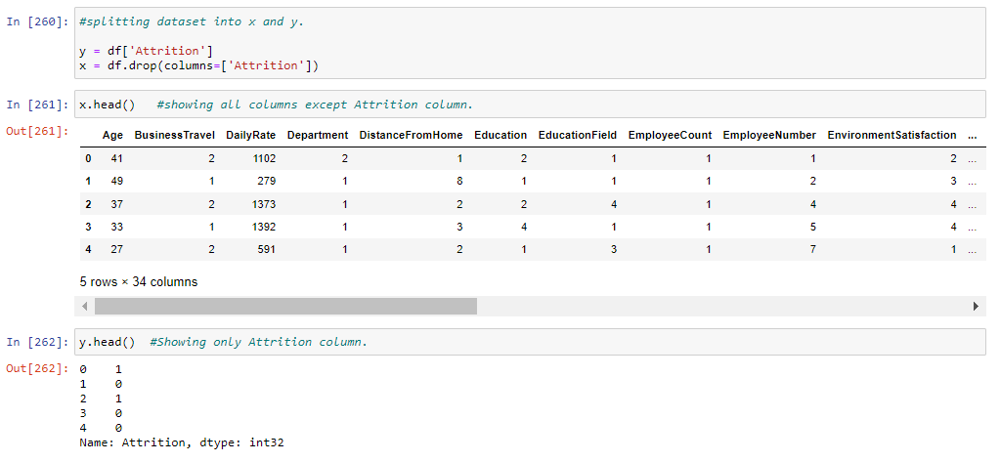 In [260]: #splitting dataset into x and y.
y = df['Attrition']
x = df.drop(columns=['Attrition'])
In [261]: x.head()   #showing all columns except Attrition column.
Out[261]:
Age BusinessTravel DailyRate Department DistanceFromHome Education EducationField EmployeeCount EmployeeNumber EnvironmentSatisfaction ...
0 41 2 1102 2 1 2 1 1 1 2 ...
1 49 1 279 1 8 1 1 1 2 3 ...
2 37 2 1373 1 2 2 4 1 4 4 ...
3 33 1 1392 1 3 4 1 1 5 4 ...
4 27 2 591 1 2 1 3 1 7 1 ...
5 rows × 34 columns
In [262]: y.head()  #Showing only Attrition column.
Out[262]: 0    1
1    0
2    1
3    0
4    0
Name: Attrition, dtype: int32